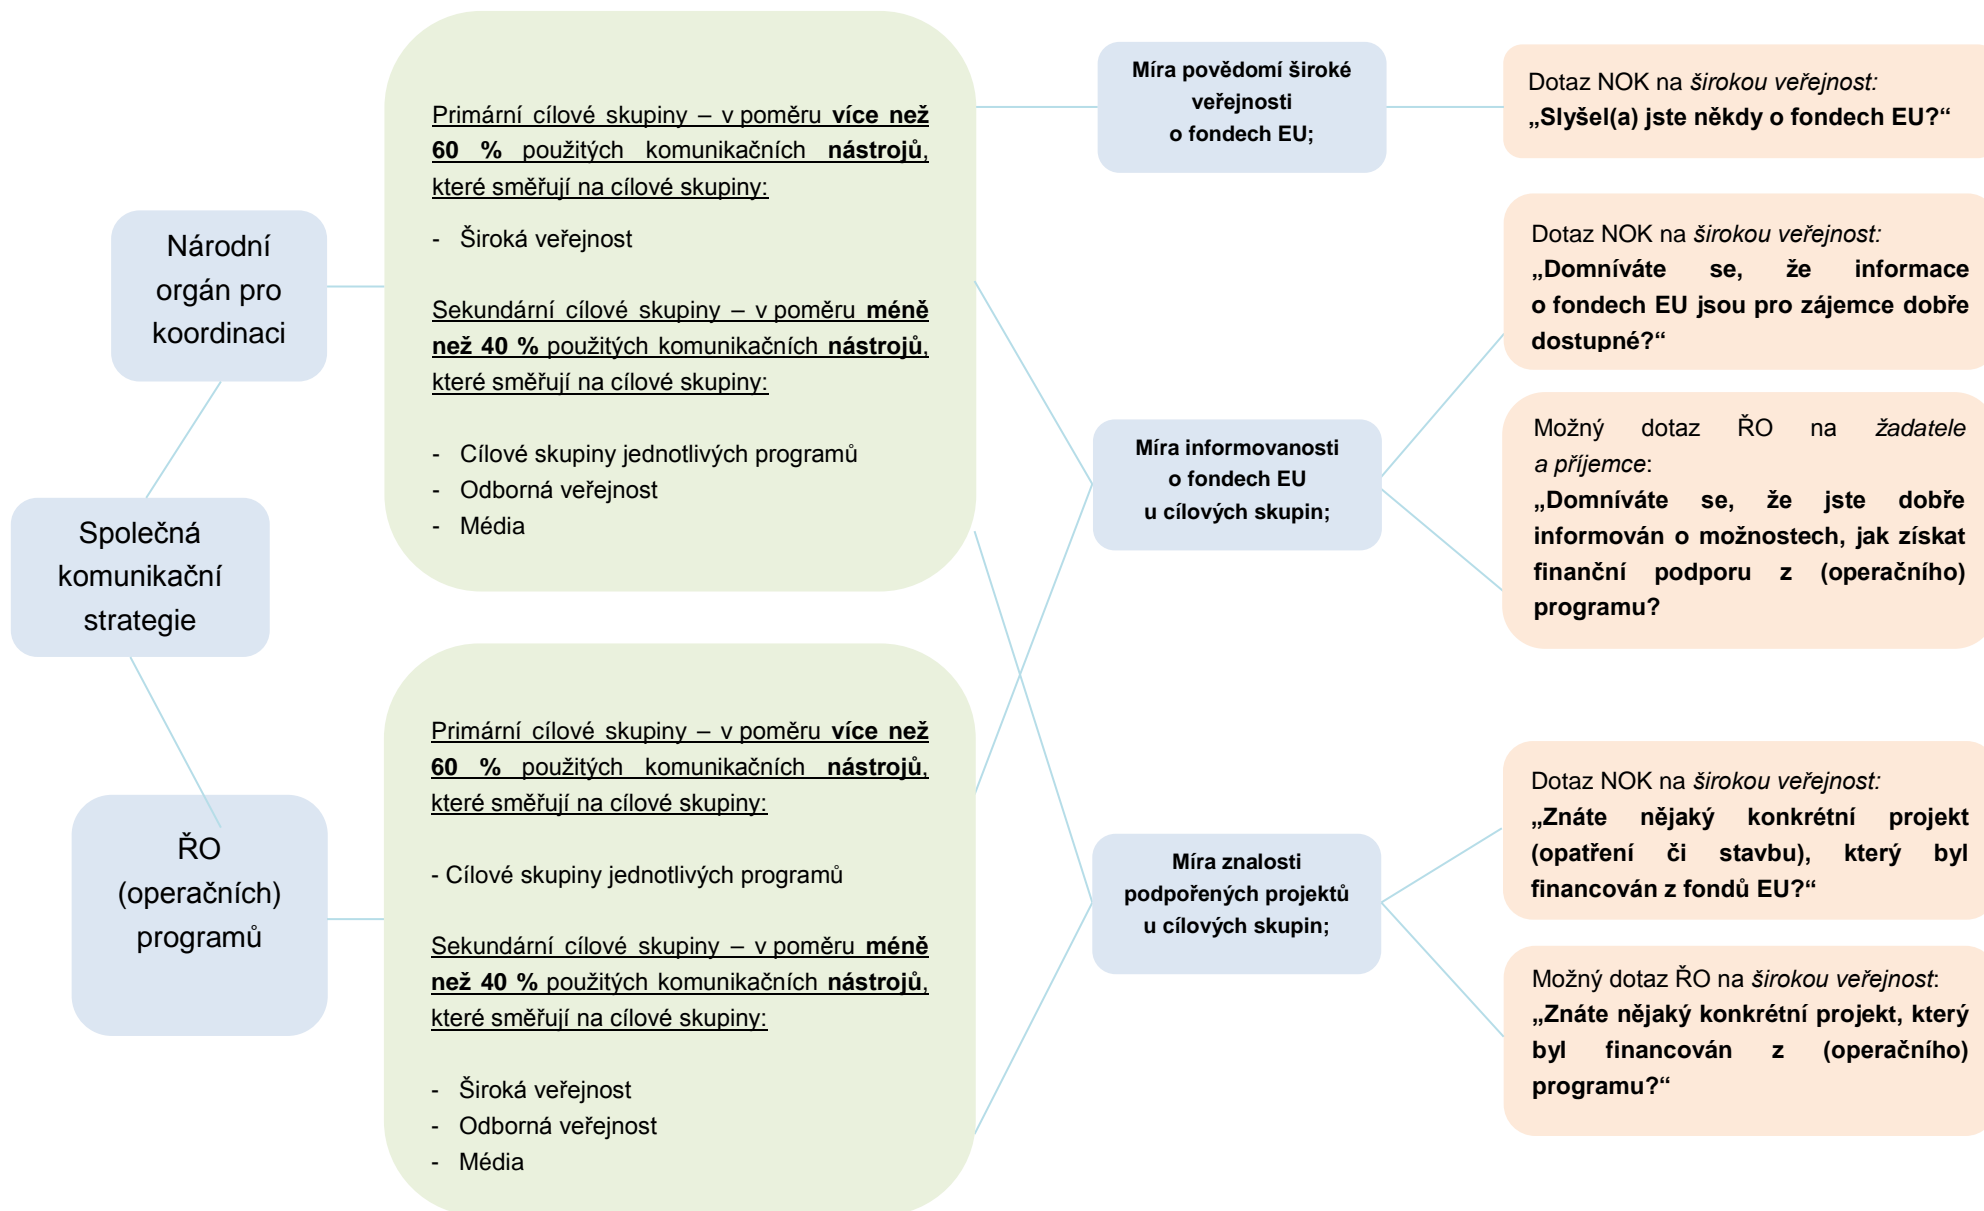 Společná
komunikační
strategie
Národní
orgán pro
koordinaci
ŘO
(operačních)
programů
Primární cílové skupiny – v poměru více než
60 % použitých komunikačních nástrojů,
které směřují na cílové skupiny:
- Široká veřejnost
Sekundární cílové skupiny – v poměru méně
než 40 % použitých komunikačních nástrojů,
které směřují na cílové skupiny:
- Cílové skupiny jednotlivých programů
- Odborná veřejnost
- Média
Primární cílové skupiny – v poměru více než
60 % použitých komunikačních nástrojů,
které směřují na cílové skupiny:
- Cílové skupiny jednotlivých programů
Sekundární cílové skupiny – v poměru méně
než 40 % použitých komunikačních nástrojů,
které směřují na cílové skupiny:
- Široká veřejnost
- Odborná veřejnost
- Média
Míra povědomí široké
veřejnosti
o fondech EU;
Míra informovanosti
o fondech EU
u cílových skupin;
Míra znalosti
podpořených projektů
u cílových skupin;
Dotaz NOK na širokou veřejnost:
„Slyšel(a) jste někdy o fondech EU?“
Dotaz NOK na širokou veřejnost:
„Domníváte se, že informace
o fondech EU jsou pro zájemce dobře
dostupné?“
Možný dotaz ŘO na žadatele
a příjemce:
„Domníváte se, že jste dobře
informován o možnostech, jak získat
finanční podporu z (operačního)
programu?
Dotaz NOK na širokou veřejnost:
„Znáte nějaký konkrétní projekt
(opatření či stavbu), který byl
financován z fondů EU?“
Možný dotaz ŘO na širokou veřejnost:
„Znáte nějaký konkrétní projekt, který
byl financován z (operačního)
programu?“